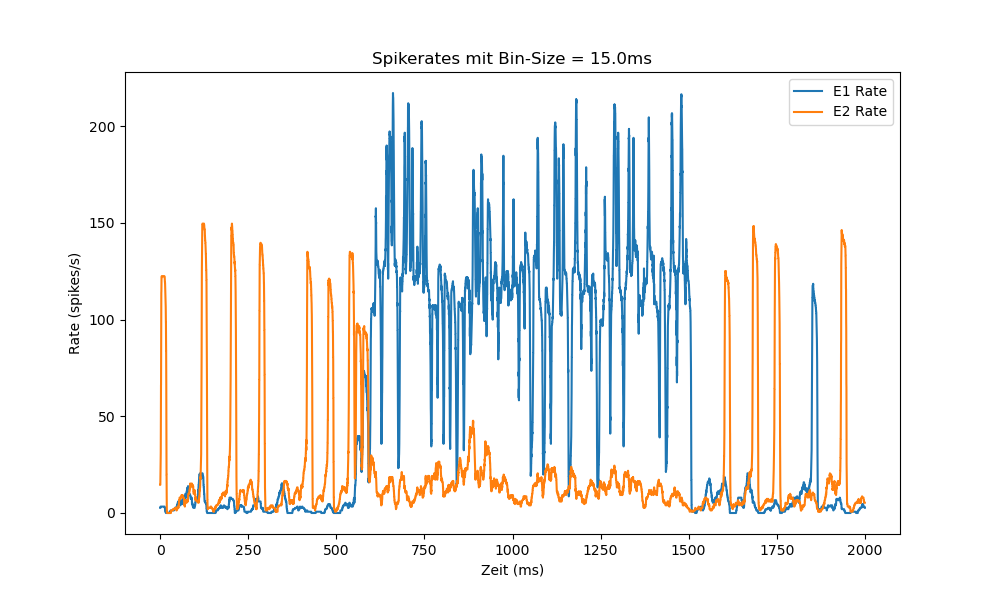 Spikerates mit Bin-Size = 15.0ms
E1 Rate
E2 Rate
200
150
100
50
0
Rate (spikes/s)
0 250 500 750 1000 1250 1500 1750 2000
Zeit (ms)